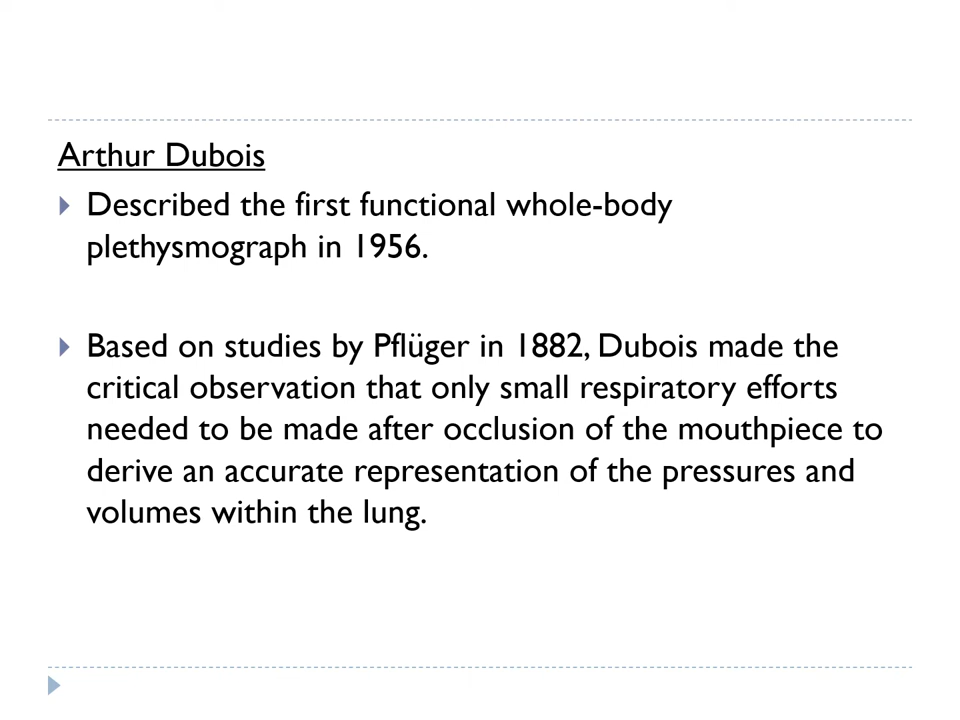 Arthur Dubois
Described the first functional whole-body
plethysmograph in 1956.
Based on studies by Pflüger in 1882, Dubois made the
critical observation that only small respiratory efforts
needed to be made after occlusion of the mouthpiece to
derive an accurate representation of the pressures and
volumes within the lung.